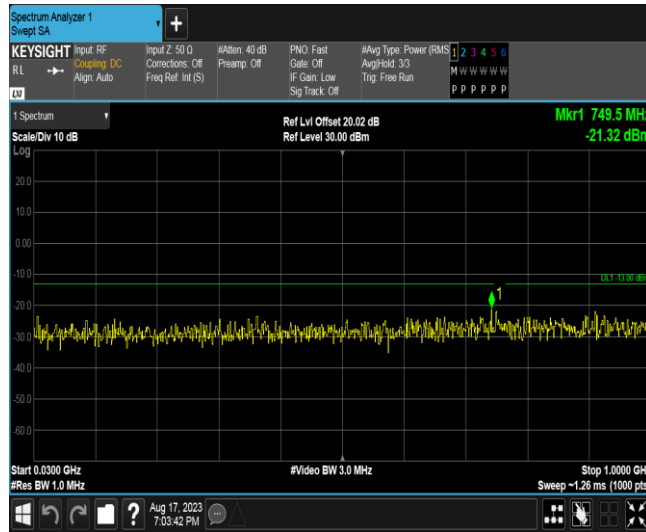 Spectrum Analyzer 1
Swept SA
+
KEYSIGHT Input: RF Input Z: 50 Ω #Atten: 40 dB PNO: Fast #Avg Type: Power (RMS 1 2 3 4 5 6
RL Coupling: DC Corrections: Off Preamp: Off Gate: Off Avg|Hold: 3/3 M W W W W W
Align: Auto Freq Ref: Int (S) IF Gain: Low Trig: Free Run
Sig Track: Off P P P P P P
LXI
1 Spectrum Ref Lvl Offset 20.02 dB Mkr1 749.5 MHz
Scale/Div 10 dB Ref Level 30.00 dBm -21.32 dBm
Log
20.0
10.0
0.00
-10.0
DL1 -13.00 dBm
1
-20.0
-30.0
-40.0
-50.0
-60.0
Start 0.0300 GHz #Video BW 3.0 MHz Stop 1.0000 GH
#Res BW 1.0 MHz Sweep ~1.26 ms (1000 pts
? Aug 17, 2023
7:03:42 PM